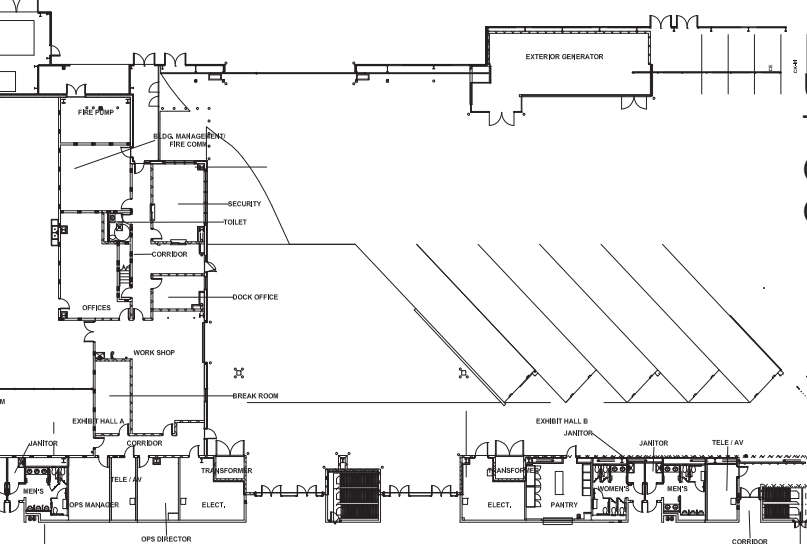 EXTERIOR GENERATOR
FIRE PUMP
BLDG. MANAGEMENT/
FIRE COMM.
SECURITY
TOILET
CORRIDOR
DOCK OFFICE
OFFICES
WORK SHOP
BREAK ROOM
M
EXHIBIT HALL A
EXHIBIT HALL B
JANITOR
CORRIDOR
JANITOR
JANITOR
TELE / AV
TRANSFORMER
TRANSFORMER
MEN'S
TELE / AV
OPS MANAGER
ELECT.
ELECT.
PANTRY
WOMEN'S
MEN'S
OPS DIRECTOR
CORRIDOR